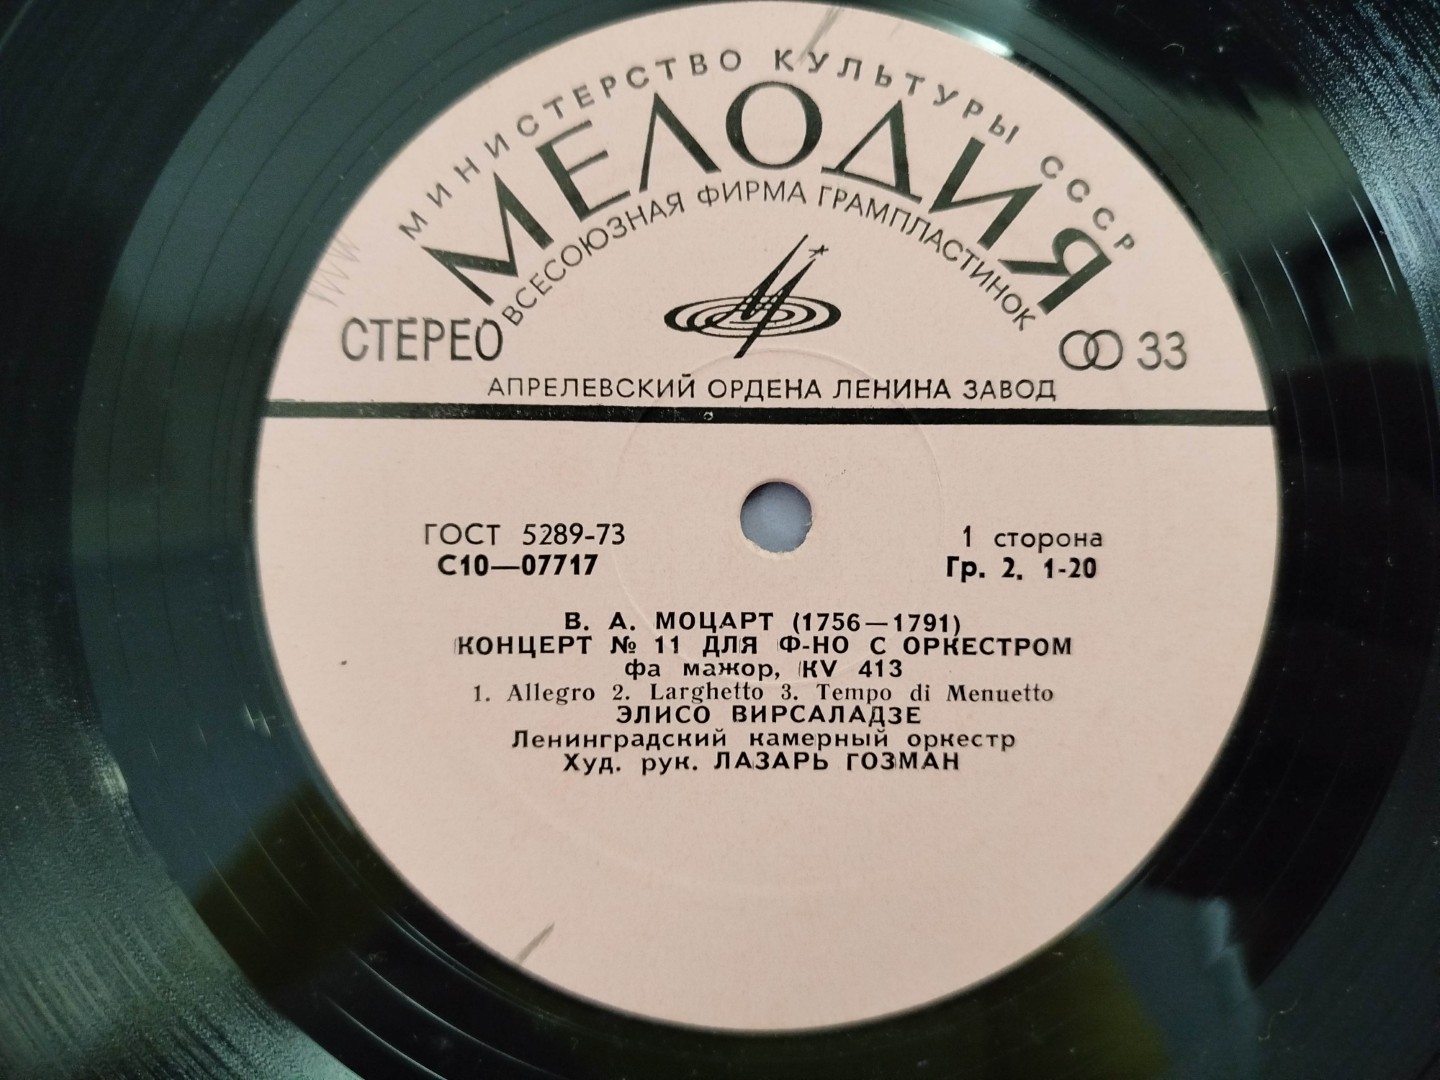 МИНИСТЕРСТВО КУЛЬТУРЫ СССР
МЕЛОДИЯ
ВСЕСОЮЗНАЯ ФИРМА ГРАМПЛАСТИНОК
СТЕРЕО
33
АПРЕЛЕВСКИЙ ОРДЕНА ЛЕНИНА ЗАВОД
ГОСТ 5289-73
1 сторона
С10—07717
Гр. 2. 1-20
В. А. МОЦАРТ (1756—1791)
КОНЦЕРТ № 11 ДЛЯ Ф-НО С ОРКЕСТРОМ
фа мажор, KV 413
1. Allegro 2. Larghetto 3. Tempo di Menuetto
ЭЛИСО ВИРСАЛАДЗЕ
Ленинградский камерный оркестр
Худ. рук. ЛАЗАРЬ ГОЗМАН